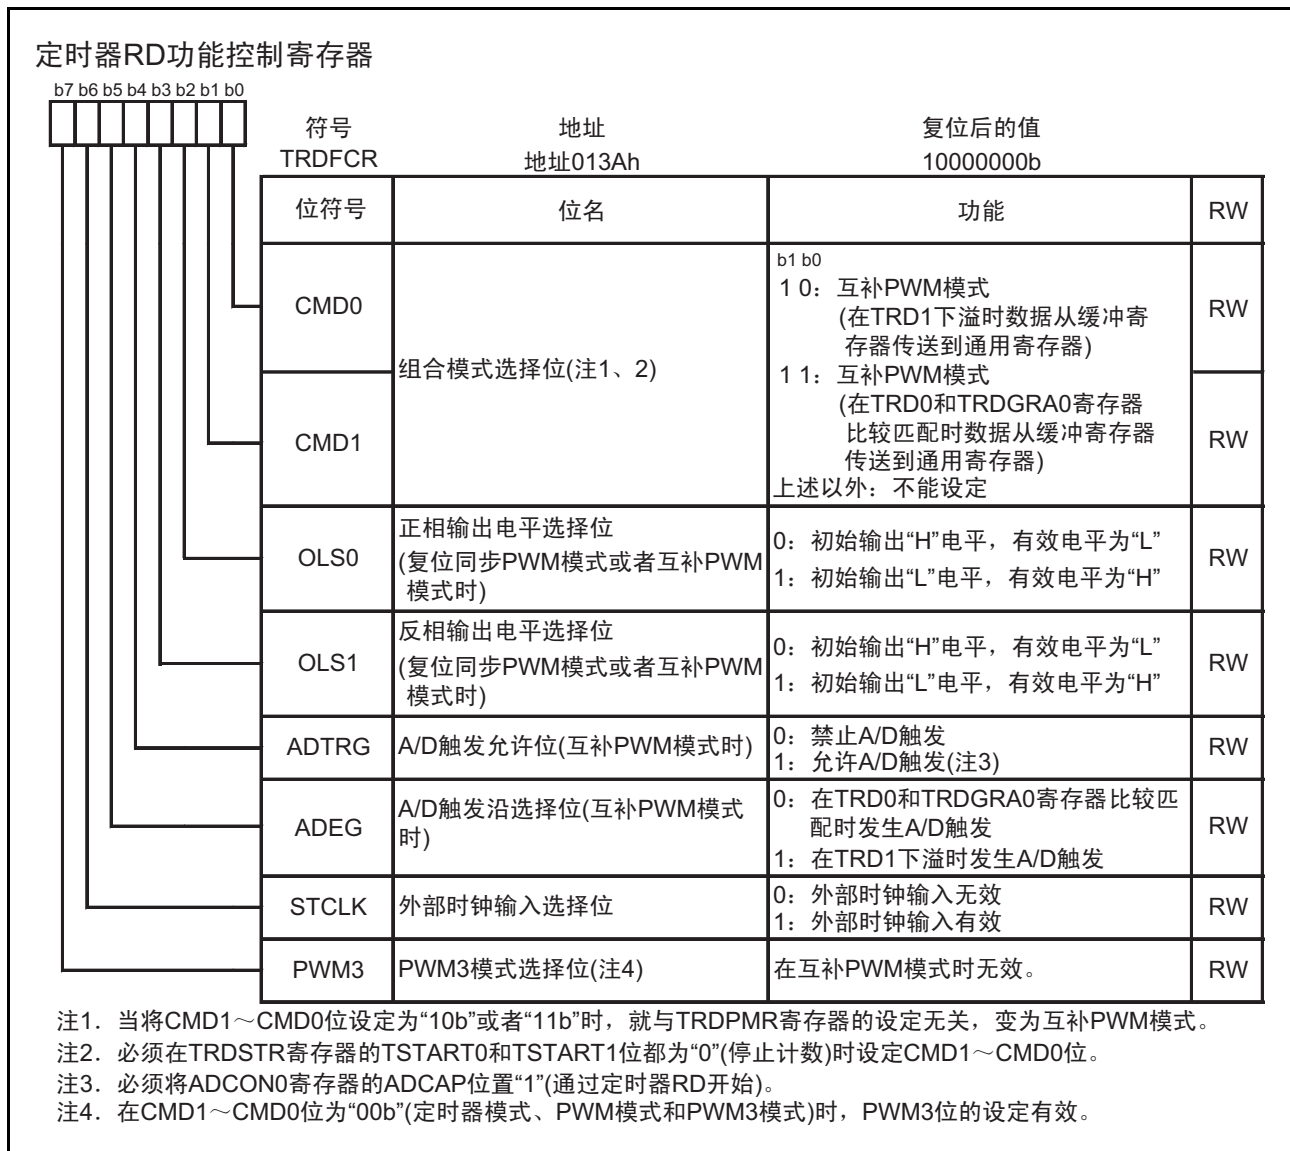 定时器RD功能控制寄存器
b7 b6 b5 b4 b3 b2 b1 b0
符号 地址 复位后的值
TRDFCR 地址013Ah 10000000b
位符号 位名 功能 RW
CMD0
CMD1
组合模式选择位(注1、2)
b1 b0
1 0：互补PWM模式
(在TRD1下溢时数据从缓冲寄
存器传送到通用寄存器)
1 1：互补PWM模式
(在TRD0和TRDGRA0寄存器
比较匹配时数据从缓冲寄存器
传送到通用寄存器)
上述以外：不能设定
RW
RW
OLS0
正相输出电平选择位
(复位同步PWM模式或者互补PWM
模式时)
0：初始输出“H”电平，有效电平为“L”
1：初始输出“L”电平，有效电平为“H”
RW
OLS1
反相输出电平选择位
(复位同步PWM模式或者互补PWM
模式时)
0：初始输出“H”电平，有效电平为“L”
1：初始输出“L”电平，有效电平为“H”
RW
ADTRG
A/D触发允许位(互补PWM模式时)
0：禁止A/D触发
1：允许A/D触发(注3)
RW
ADEG
A/D触发沿选择位(互补PWM模式
时)
0：在TRD0和TRDGRA0寄存器比较匹
配时发生A/D触发
1：在TRD1下溢时发生A/D触发
RW
STCLK
外部时钟输入选择位
0：外部时钟输入无效
1：外部时钟输入有效
RW
PWM3
PWM3模式选择位(注4)
在互补PWM模式时无效。
RW
注1. 当将CMD1～CMD0位设定为“10b”或者“11b”时，就与TRDPMR寄存器的设定无关，变为互补PWM模式。
注2. 必须在TRDSTR寄存器的TSTART0和TSTART1位都为“0”(停止计数)时设定CMD1～CMD0位。
注3. 必须将ADCON0寄存器的ADCAP位置“1”(通过定时器RD开始)。
注4. 在CMD1～CMD0位为“00b”(定时器模式、PWM模式和PWM3模式)时，PWM3位的设定有效。